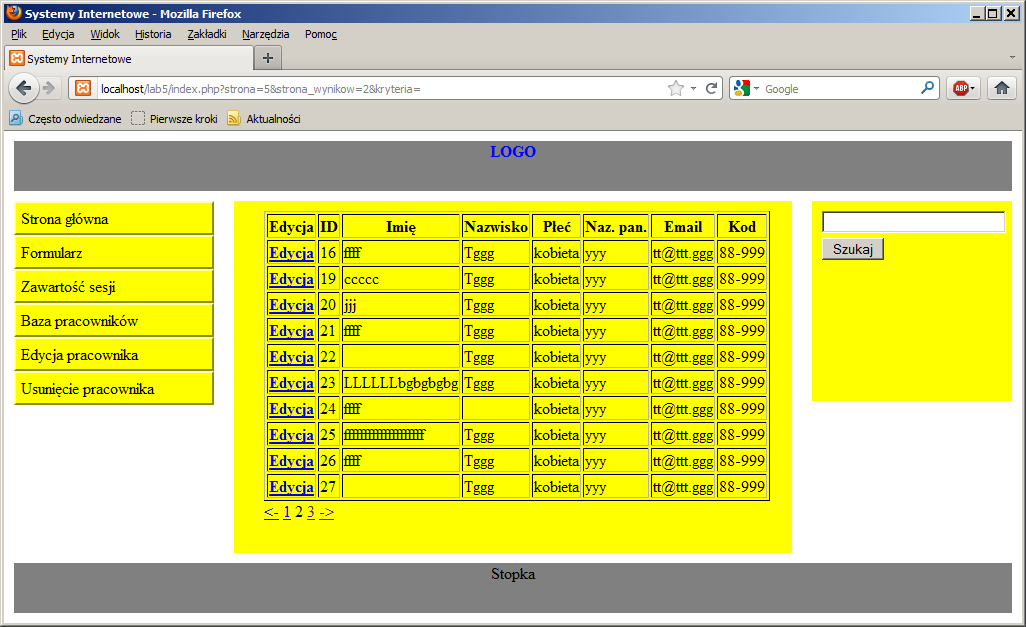 Systemy Internetowe - Mozilla Firefox
Plik Edycja Widok Historia Zakładki Narzędzia Pomoc
Systemy Internetowe
localhost/lab5/index.php?strona=5&strona_wynikow=2&kryteria= Google ABP
Często odwiedzane Pierwsze kroki Aktualności
LOGO
Strona główna
Formularz
Zawartość sesji
Baza pracowników
Edycja pracownika
Usunięcie pracownika
Edycja ID Imię Nazwisko Płeć Naz. pan. Email Kod
Edycja 16 ffff Tggg kobieta yyy tt@ttt.ggg 88-999
Edycja 19 ccccc Tggg kobieta yyy tt@ttt.ggg 88-999
Edycja 20 jjj Tggg kobieta yyy tt@ttt.ggg 88-999
Edycja 21 ffff Tggg kobieta yyy tt@ttt.ggg 88-999
Edycja 22 Tggg kobieta yyy tt@ttt.ggg 88-999
Edycja 23 LLLLLLbgbgbgbg Tggg kobieta yyy tt@ttt.ggg 88-999
Edycja 24 ffff kobieta yyy tt@ttt.ggg 88-999
Edycja 25 Tggg kobieta yyy tt@ttt.ggg 88-999
Edycja 26 ffff Tggg kobieta yyy tt@ttt.ggg 88-999
Edycja 27 Tggg kobieta yyy tt@ttt.ggg 88-999
<- 1 2 3 ->
Szukaj
Stopka